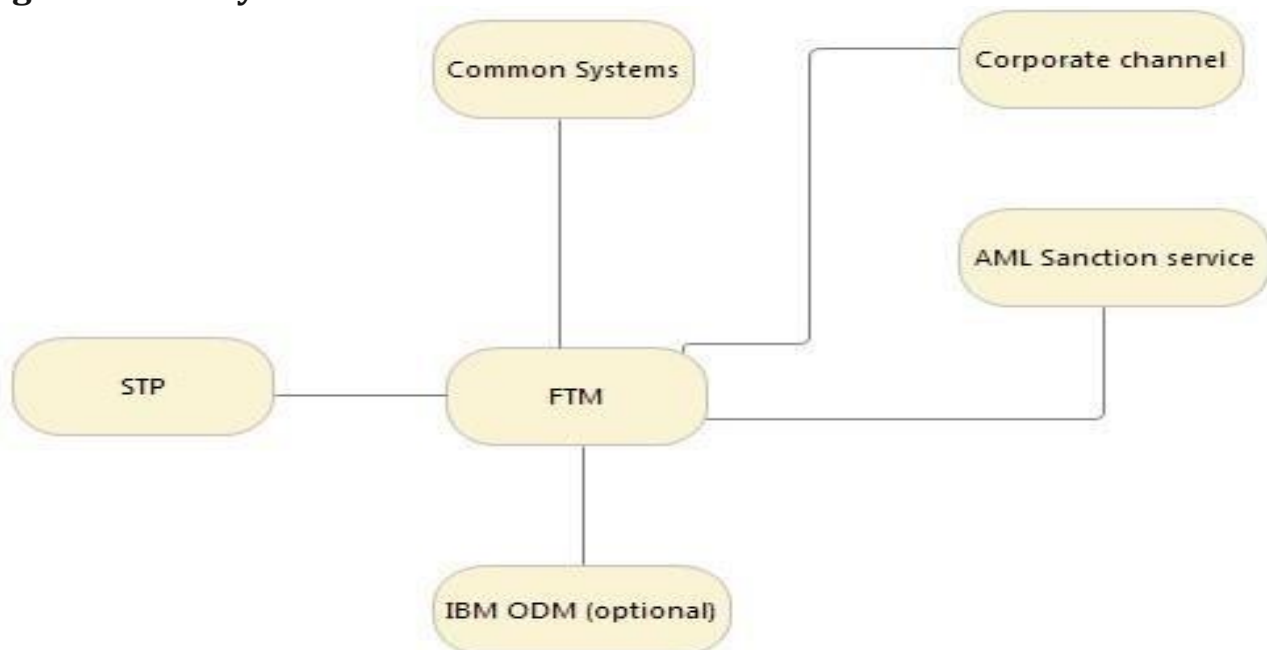 Common Systems
Corporate channel
AML Sanction service
STP
FTM
IBM ODM (optional)